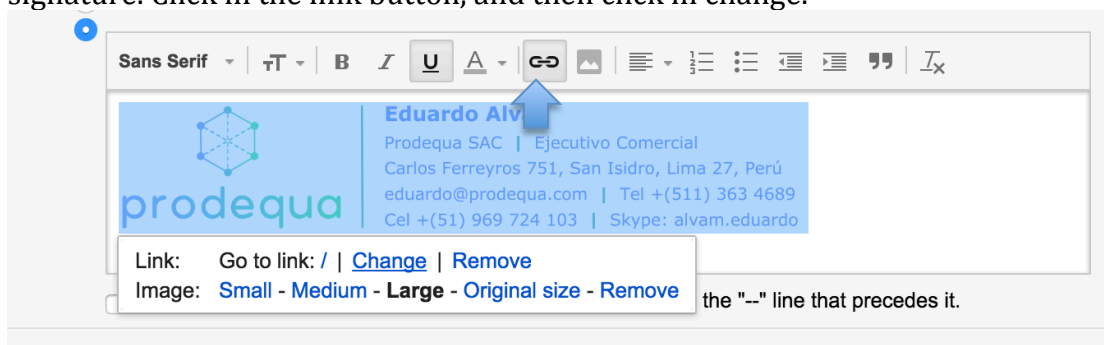 signature. Click in the link button, and then click in change.
Sans Serif B I U A
Eduardo Alv
prodequa
Prodequa SAC | Ejecutivo Comercial
Carlos Ferreyros 751, San Isidro, Lima 27, Perú
eduardo@prodequa.com | Tel +(511) 363 4689
Cel +(51) 969 724 103 | Skype: alvam.eduardo
Link: Go to link: / | Change | Remove
Image: Small - Medium - Large - Original size - Remove
the "--" line that precedes it.